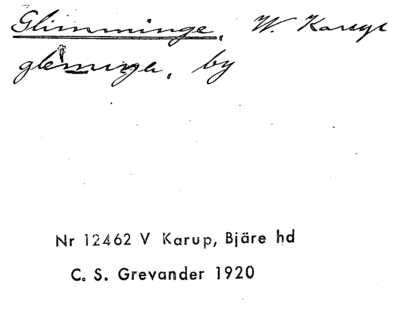 Glimminge, W. Karup
by
Nr 12462 V Karup, Bjäre hd
C. S. Grevander 1920